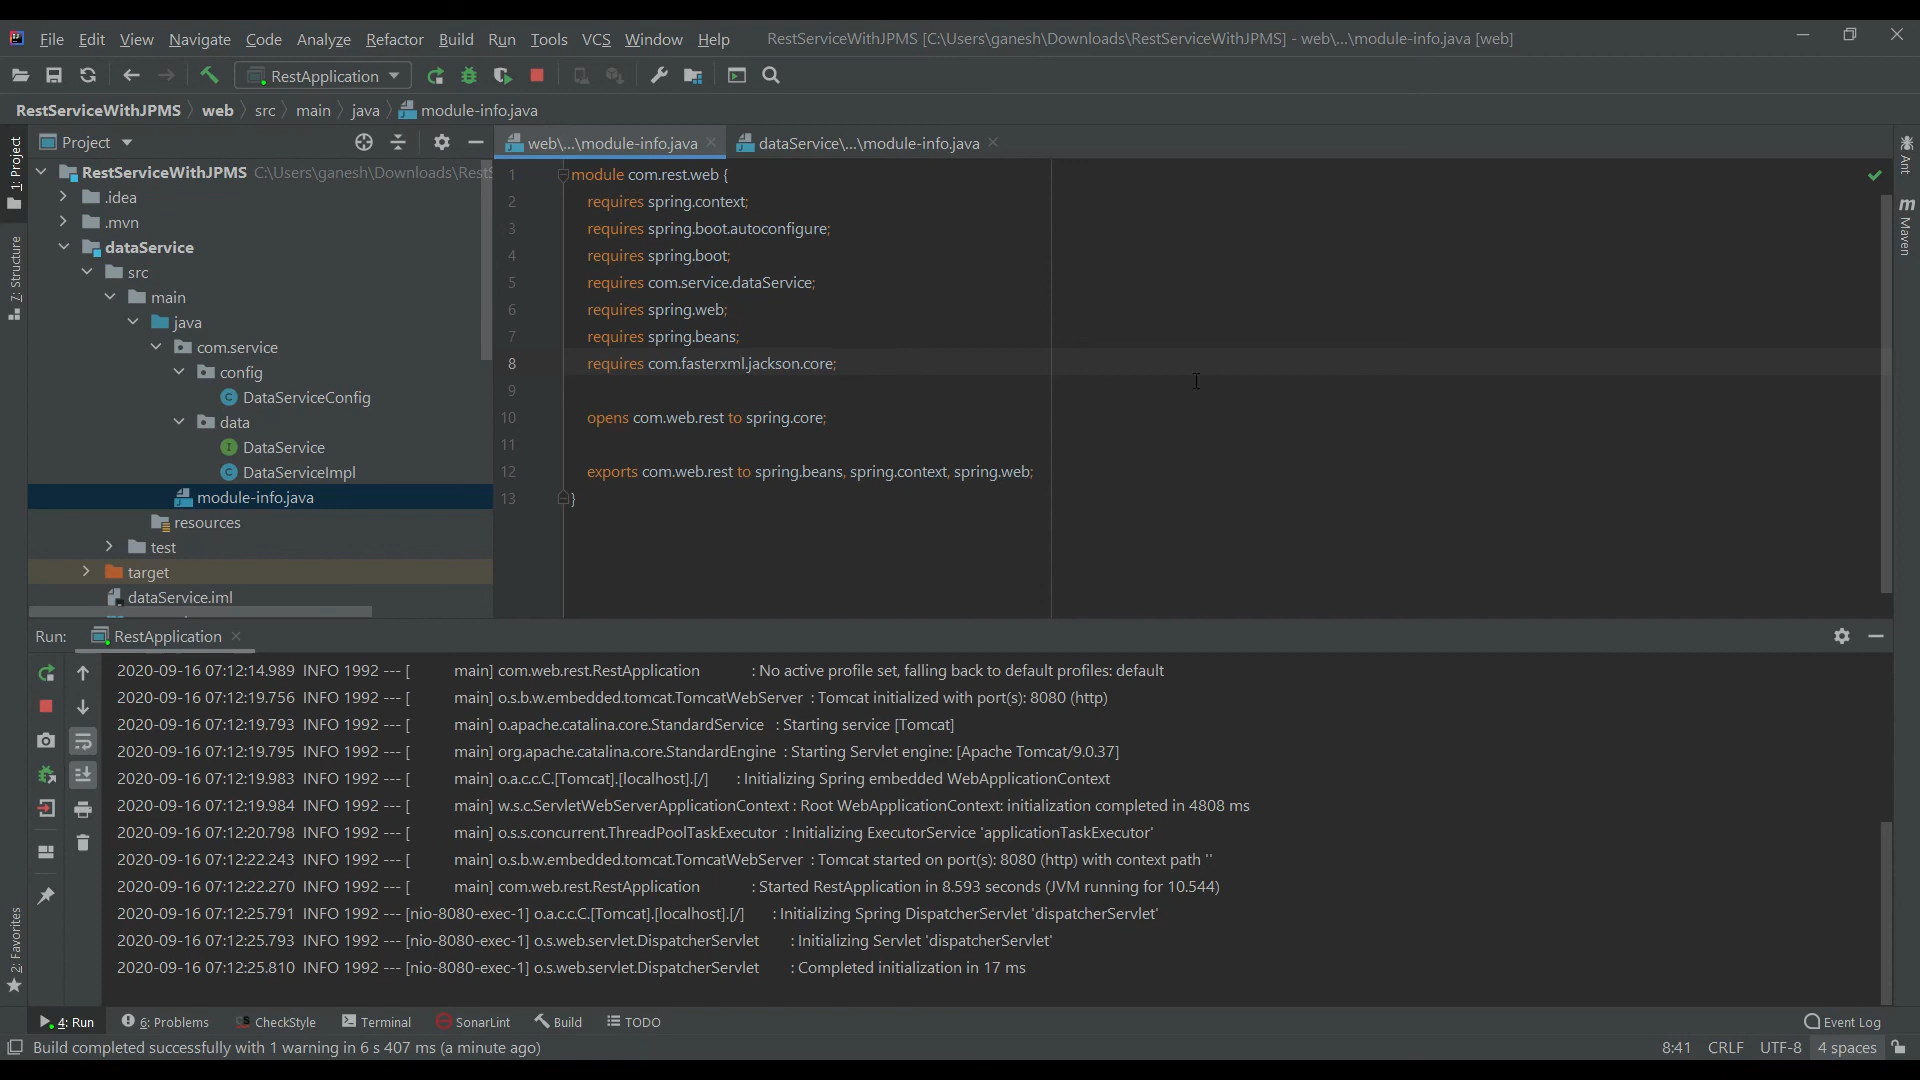 File Edit View Navigate Code Analyze Refactor Build Run Tools VCS Window Help RestServiceWithJPMS [C:\Users\ganesh\Downloads\RestServiceWithJPMS] - web\...\module-info.java [web]
RestApplication
RestServiceWithJPMS web src main java module-info.java
Project web\...\module-info.java dataService\...\module-info.java
1: Project
7: Structure
2: Favorites
RestServiceWithJPMS C:\Users\ganesh\Downloads\Rest
.idea
.mvn
dataService
src
main
java
com.service
config
DataServiceConfig
data
DataService
DataServiceImpl
module-info.java
resources
test
target
dataService.iml
1 module com.rest.web {
2 requires spring.context;
3 requires spring.boot.autoconfigure;
4 requires spring.boot;
5 requires com.service.dataService;
6 requires spring.web;
7 requires spring.beans;
8 requires com.fasterxml.jackson.core;
9
10 opens com.web.rest to spring.core;
11
12 exports com.web.rest to spring.beans, spring.context, spring.web;
13 }
Ant
m Maven
Run: RestApplication
2020-09-16 07:12:14.989 INFO 1992 --- [ main] com.web.rest.RestApplication : No active profile set, falling back to default profiles: default
2020-09-16 07:12:19.756 INFO 1992 --- [ main] o.s.b.w.embedded.tomcat.TomcatWebServer : Tomcat initialized with port(s): 8080 (http)
2020-09-16 07:12:19.793 INFO 1992 --- [ main] o.apache.catalina.core.StandardService : Starting service [Tomcat]
2020-09-16 07:12:19.795 INFO 1992 --- [ main] org.apache.catalina.core.StandardEngine : Starting Servlet engine: [Apache Tomcat/9.0.37]
2020-09-16 07:12:19.983 INFO 1992 --- [ main] o.a.c.c.C.[Tomcat].[localhost].[/] : Initializing Spring embedded WebApplicationContext
2020-09-16 07:12:19.984 INFO 1992 --- [ main] w.s.c.ServletWebServerApplicationContext : Root WebApplicationContext: initialization completed in 4808 ms
2020-09-16 07:12:20.798 INFO 1992 --- [ main] o.s.s.concurrent.ThreadPoolTaskExecutor : Initializing ExecutorService 'applicationTaskExecutor'
2020-09-16 07:12:22.243 INFO 1992 --- [ main] o.s.b.w.embedded.tomcat.TomcatWebServer : Tomcat started on port(s): 8080 (http) with context path ''
2020-09-16 07:12:22.270 INFO 1992 --- [ main] com.web.rest.RestApplication : Started RestApplication in 8.593 seconds (JVM running for 10.544)
2020-09-16 07:12:25.791 INFO 1992 --- [nio-8080-exec-1] o.a.c.c.C.[Tomcat].[localhost].[/] : Initializing Spring DispatcherServlet 'dispatcherServlet'
2020-09-16 07:12:25.793 INFO 1992 --- [nio-8080-exec-1] o.s.web.servlet.DispatcherServlet : Initializing Servlet 'dispatcherServlet'
2020-09-16 07:12:25.810 INFO 1992 --- [nio-8080-exec-1] o.s.web.servlet.DispatcherServlet : Completed initialization in 17 ms
4: Run 6: Problems CheckStyle Terminal SonarLint Build TODO Event Log
Build completed successfully with 1 warning in 6 s 407 ms (a minute ago) 8:41 CRLF UTF-8 4 spaces